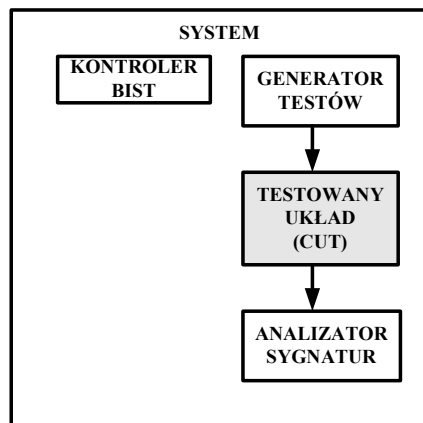 SYSTEM
KONTROLER
BIST
GENERATOR
TESTÓW
TESTOWANY
UKŁAD
(CUT)
ANALIZATOR
SYGNATUR